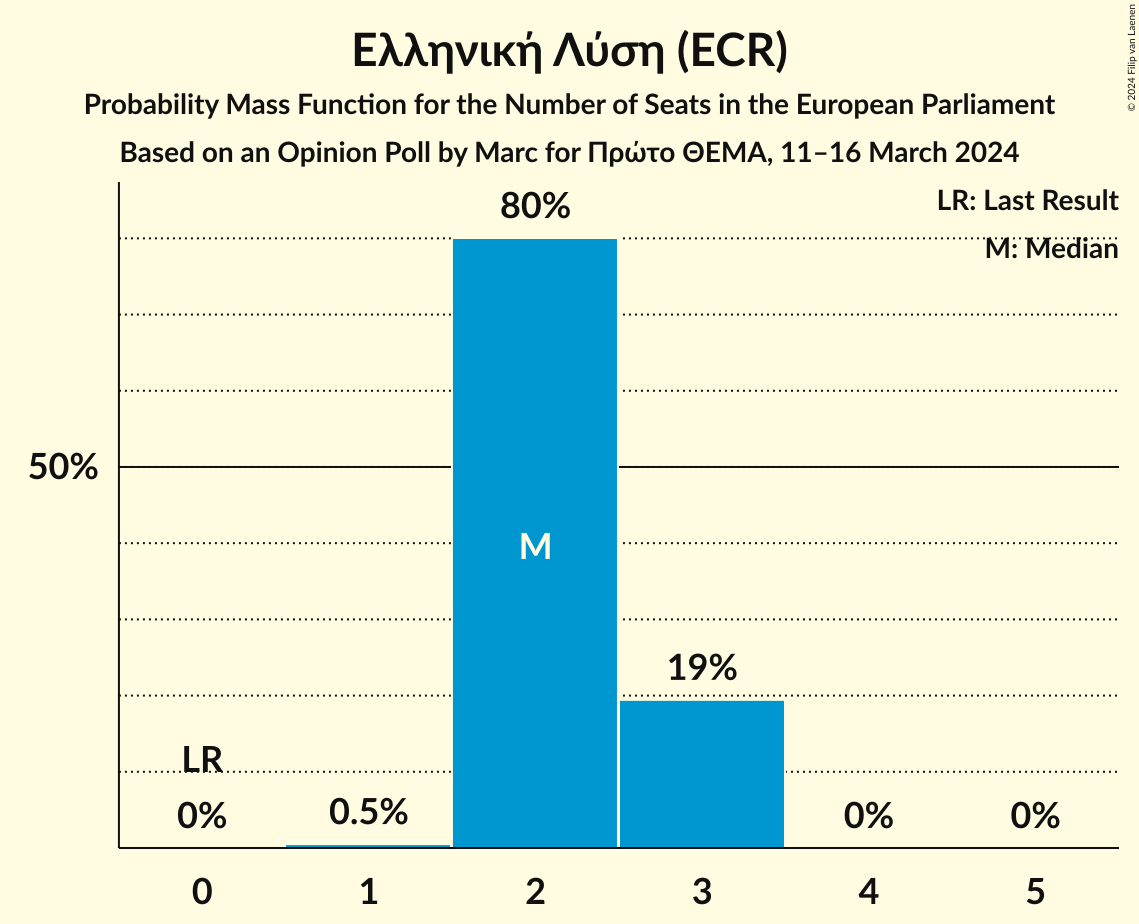 Ελληνική Λύση (ECR)
Probability Mass Function for the Number of Seats in the European Parliament
Based on an Opinion Poll by Marc for Πρώτο ΘΕΜΑ, 11–16 March 2024
© 2024 Filip van Laenen
LR: Last Result
M: Median
80%
50%
M
19%
LR
0%
0.5%
0%
0%
0 1 2 3 4 5